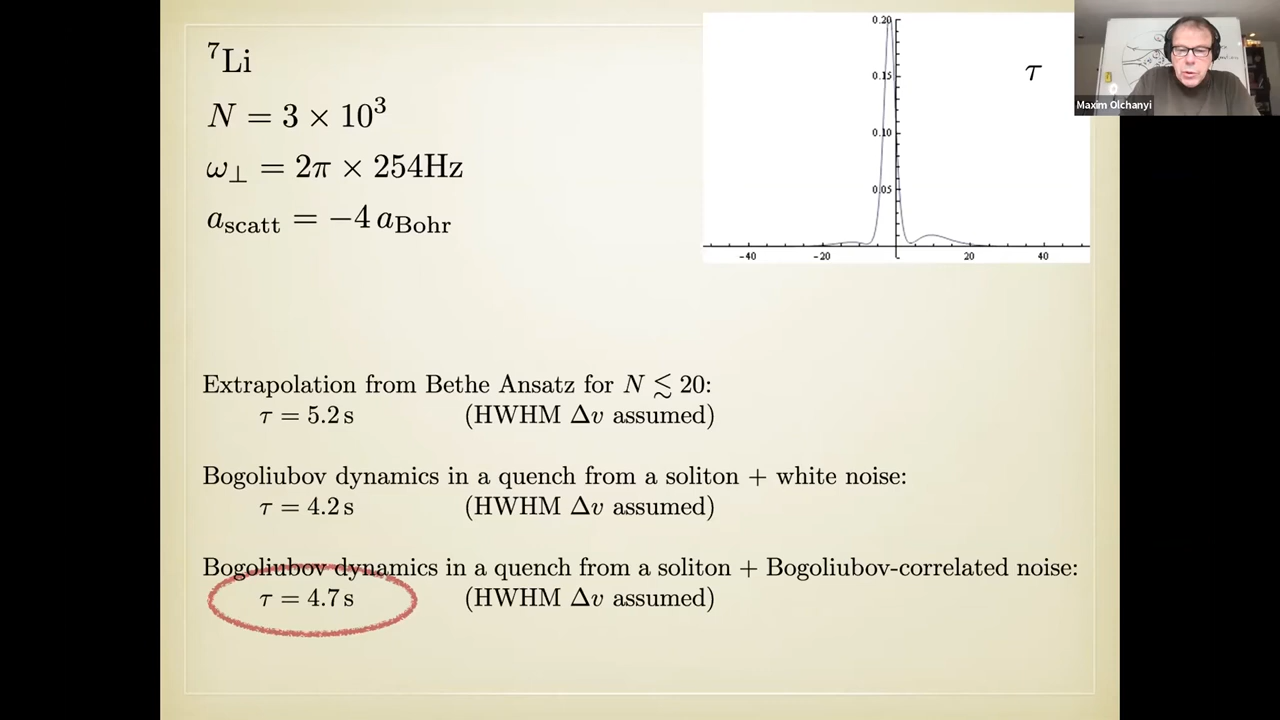 ⁷Li
N = 3 × 10³
ω⊥ = 2π × 254Hz
a_scatt = −4 a_Bohr
0.20
0.15
0.10
0.05
-40 -20 20 40
τ
Maxim Olchanyi
Extrapolation from Bethe Ansatz for N ≲ 20:
τ = 5.2 s (HWHM Δv assumed)
Bogoliubov dynamics in a quench from a soliton + white noise:
τ = 4.2 s (HWHM Δv assumed)
Bogoliubov dynamics in a quench from a soliton + Bogoliubov-correlated noise:
τ = 4.7 s (HWHM Δv assumed)